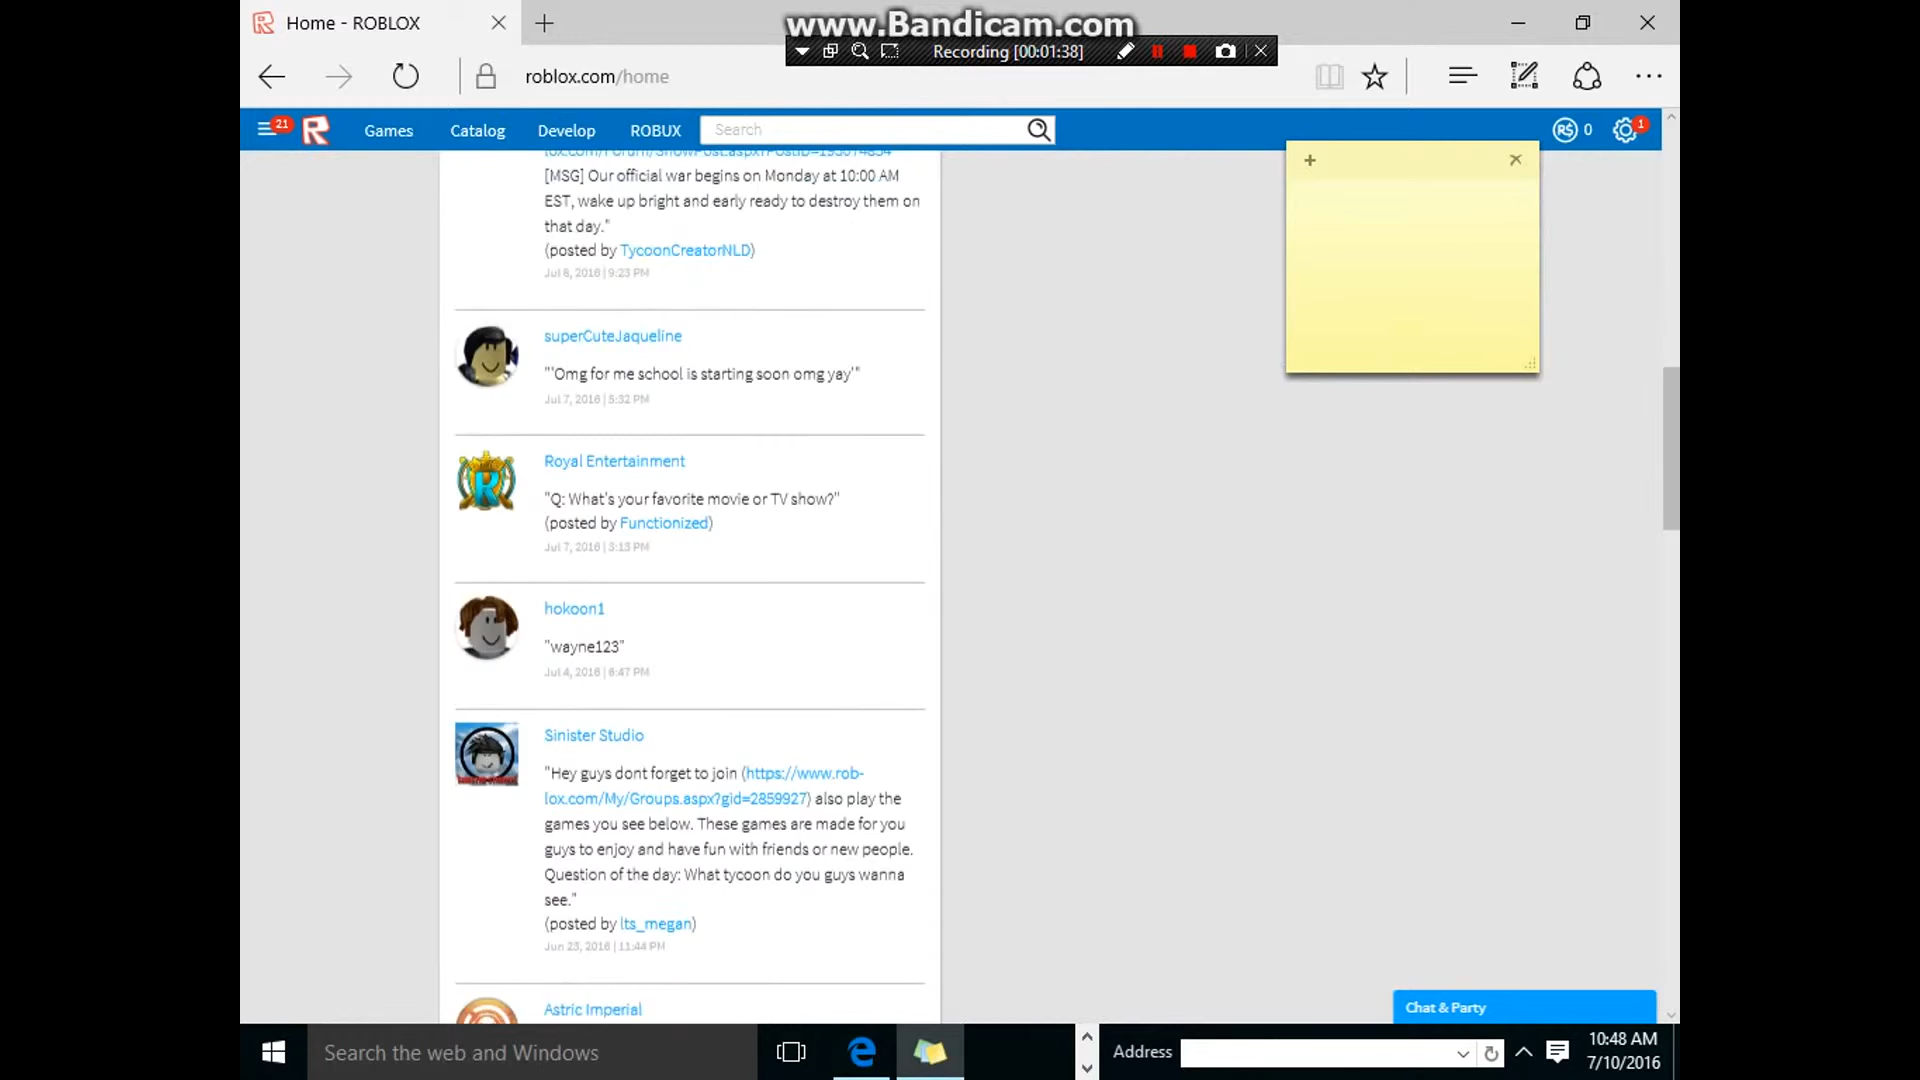 www.Bandicam.com
Home - ROBLOX
Recording [00:01:38]
roblox.com/home
21
Games
Catalog
Develop
ROBUX
Search
R$ 0
1
lox.com/Forum/ShowPost.aspx?PostID=193074834
[MSG] Our official war begins on Monday at 10:00 AM
EST, wake up bright and early ready to destroy them on
that day."
(posted by TycoonCreatorNLD)
Jul 6, 2016 | 9:23 PM
superCuteJaqueline
"'Omg for me school is starting soon omg yay'"
Jul 7, 2016 | 5:32 PM
Royal Entertainment
"Q: What's your favorite movie or TV show?"
(posted by Functionized)
Jul 7, 2016 | 3:13 PM
hokoon1
"wayne123"
Jul 4, 2016 | 6:47 PM
Sinister Studio
"Hey guys dont forget to join (https://www.rob-
lox.com/My/Groups.aspx?gid=2859927) also play the
games you see below. These games are made for you
guys to enjoy and have fun with friends or new people.
Question of the day: What tycoon do you guys wanna
see."
(posted by lts_megan)
Jun 23, 2016 | 11:44 PM
Astric Imperial
Chat & Party
Search the web and Windows
Address
10:48 AM
7/10/2016